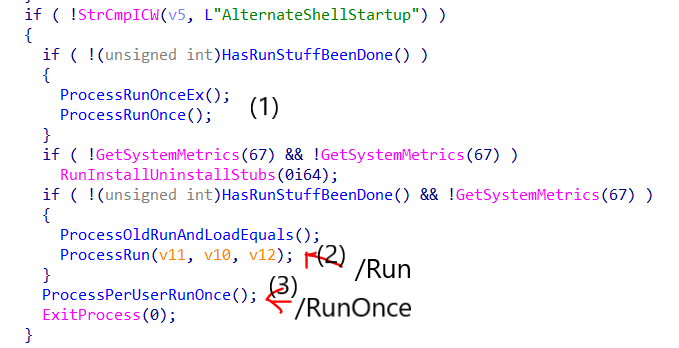 if ( !StrCmpICW(v5, L"AlternateShellStartup") )
{
if ( !(unsigned int)HasRunStuffBeenDone() )
{
ProcessRunOnceEx();
ProcessRunOnce(); (1)
}
if ( !GetSystemMetrics(67) && !GetSystemMetrics(67) )
RunInstallUninstallStubs(0i64);
if ( !(unsigned int)HasRunStuffBeenDone() && !GetSystemMetrics(67) )
{
ProcessOldRunAndLoadEquals();
ProcessRun(v11, v10, v12); (2) /Run
}
ProcessPerUserRunOnce(); (3) /RunOnce
ExitProcess(0);
}